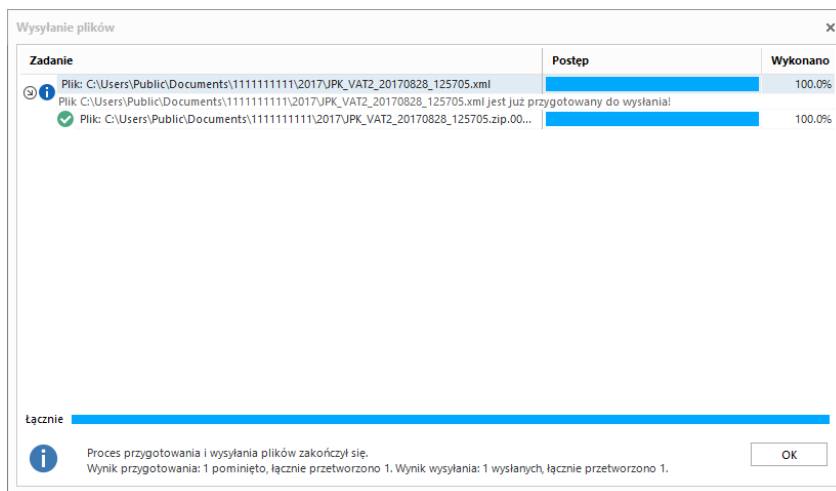 Wysyłanie plików
Zadanie Postęp Wykonano
Plik: C:\Users\Public\Documents\1111111111\2017\JPK_VAT2_20170828_125705.xml 100.0%
Plik C:\Users\Public\Documents\1111111111\2017\JPK_VAT2_20170828_125705.xml jest już przygotowany do wysłania!
Plik: C:\Users\Public\Documents\1111111111\2017\JPK_VAT2_20170828_125705.zip.00... 100.0%
Łącznie
Proces przygotowania i wysyłania plików zakończył się.
Wynik przygotowania: 1 pominięto, łącznie przetworzono 1. Wynik wysyłania: 1 wysłanych, łącznie przetworzono 1.
OK